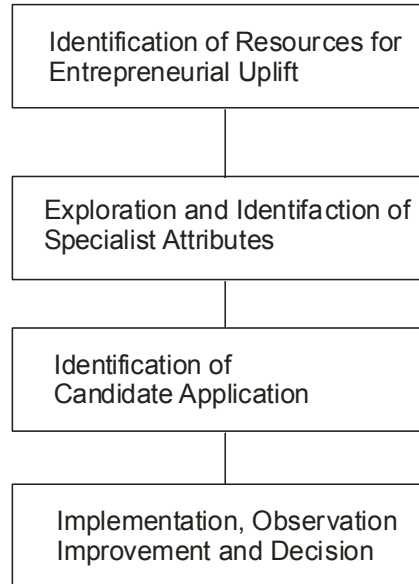 Identification of Resources for
Entrepreneurial Uplift
Exploration and Identifaction of
Specialist Attributes
Identification of
Candidate Application
Implementation, Observation
Improvement and Decision